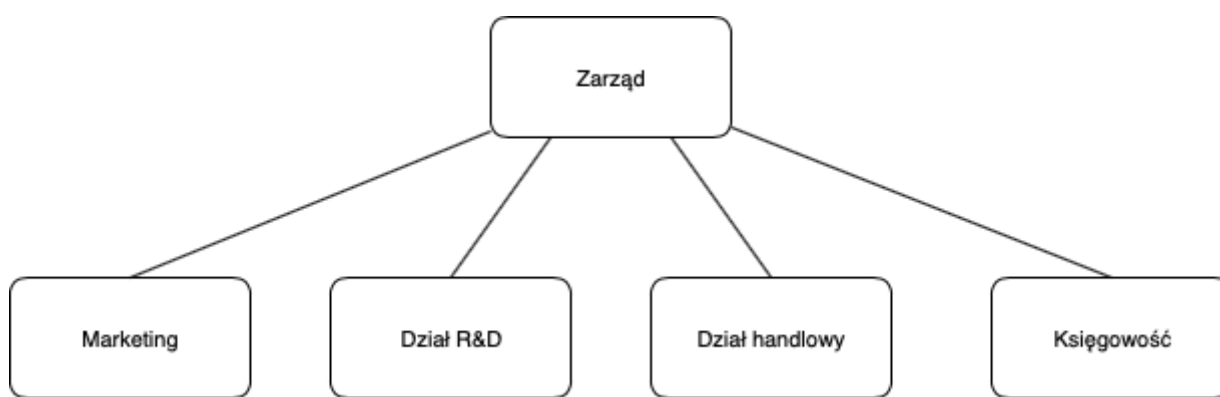 Zarząd
Marketing
Dział R&D
Dział handlowy
Księgowość